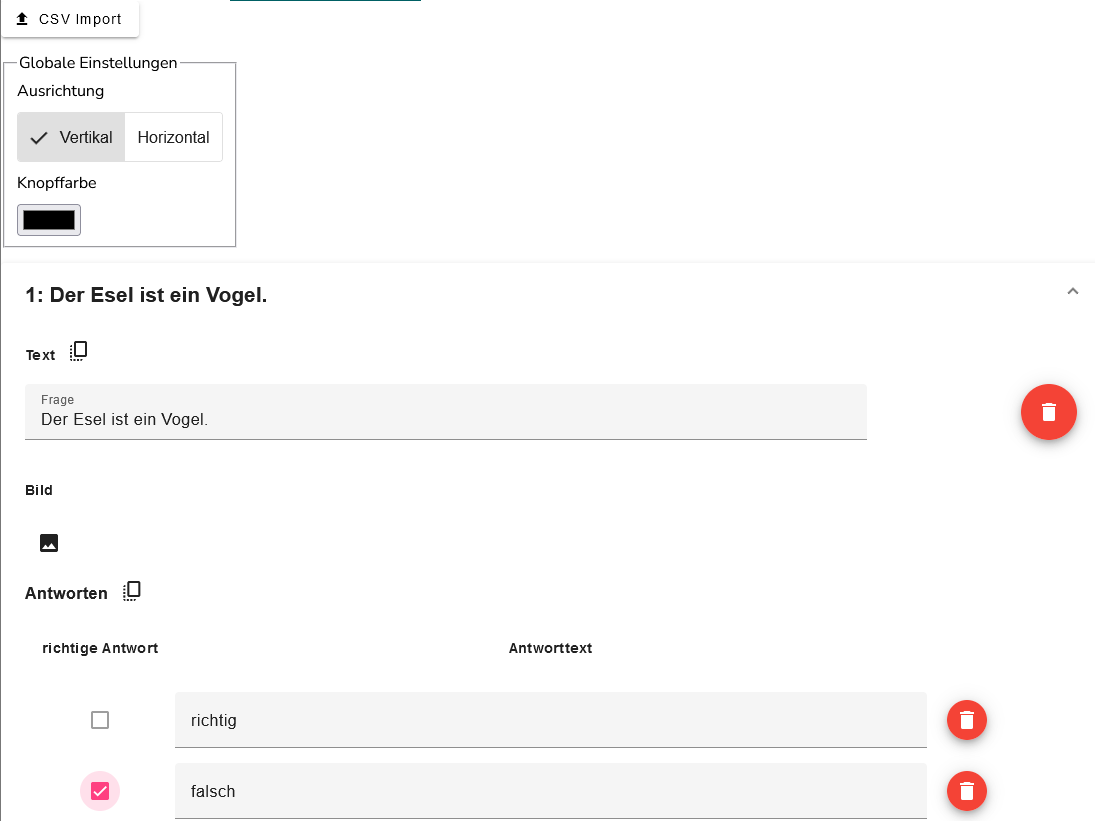 CSV Import
Globale Einstellungen
Ausrichtung
Vertikal Horizontal
Knopffarbe
1: Der Esel ist ein Vogel.
Text
Frage
Der Esel ist ein Vogel.
Bild
Antworten
richtige Antwort Antworttext
richtig
falsch